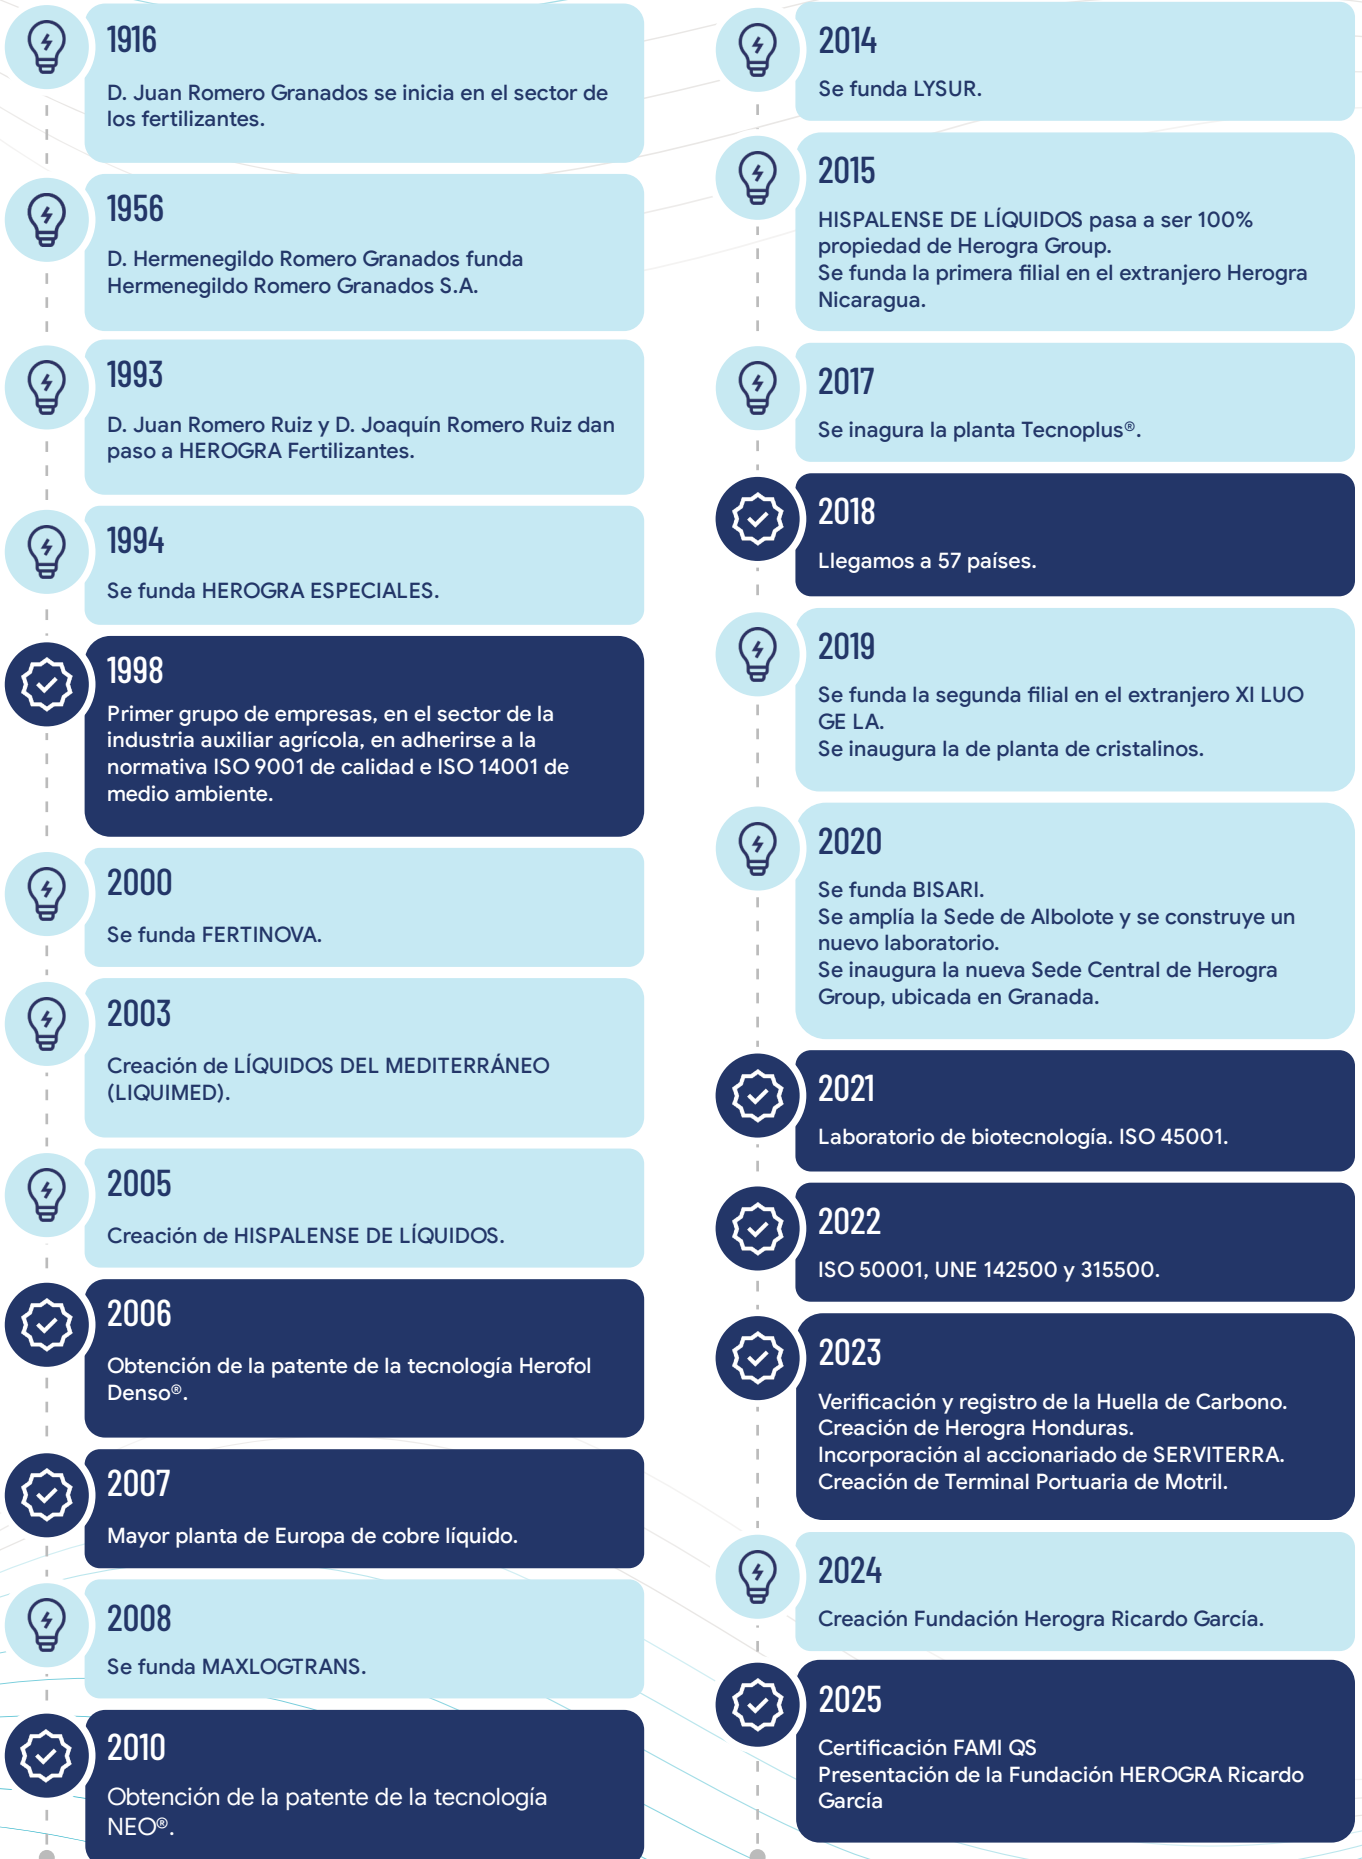 1916
D. Juan Romero Granados se inicia en el sector de
los fertilizantes.
1956
D. Hermenegildo Romero Granados funda
Hermenegildo Romero Granados S.A.
1993
D. Juan Romero Ruiz y D. Joaquín Romero Ruiz dan
paso a HEROGRA Fertilizantes.
1994
Se funda HEROGRA ESPECIALES.
1998
Primer grupo de empresas, en el sector de la
industria auxiliar agrícola, en adherirse a la
normativa ISO 9001 de calidad e ISO 14001 de
medio ambiente.
2000
Se funda FERTINOVA.
2003
Creación de LÍQUIDOS DEL MEDITERRÁNEO
(LIQUIMED).
2005
Creación de HISPALENSE DE LÍQUIDOS.
2006
Obtención de la patente de la tecnología Herofol
Denso®.
2007
Mayor planta de Europa de cobre líquido.
2008
Se funda MAXLOGTRANS.
2010
Obtención de la patente de la tecnología
NEO®.
2014
Se funda LYSUR.
2015
HISPALENSE DE LÍQUIDOS pasa a ser 100%
propiedad de Herogra Group.
Se funda la primera filial en el extranjero Herogra
Nicaragua.
2017
Se inagura la planta Tecnoplus®.
2018
Llegamos a 57 países.
2019
Se funda la segunda filial en el extranjero XI LUO
GE LA.
Se inaugura la de planta de cristalinos.
2020
Se funda BISARI.
Se amplía la Sede de Albolote y se construye un
nuevo laboratorio.
Se inaugura la nueva Sede Central de Herogra
Group, ubicada en Granada.
2021
Laboratorio de biotecnología. ISO 45001.
2022
ISO 50001, UNE 142500 y 315500.
2023
Verificación y registro de la Huella de Carbono.
Creación de Herogra Honduras.
Incorporación al accionariado de SERVITERRA.
Creación de Terminal Portuaria de Motril.
2024
Creación Fundación Herogra Ricardo García.
2025
Certificación FAMI QS
Presentación de la Fundación HEROGRA Ricardo
García